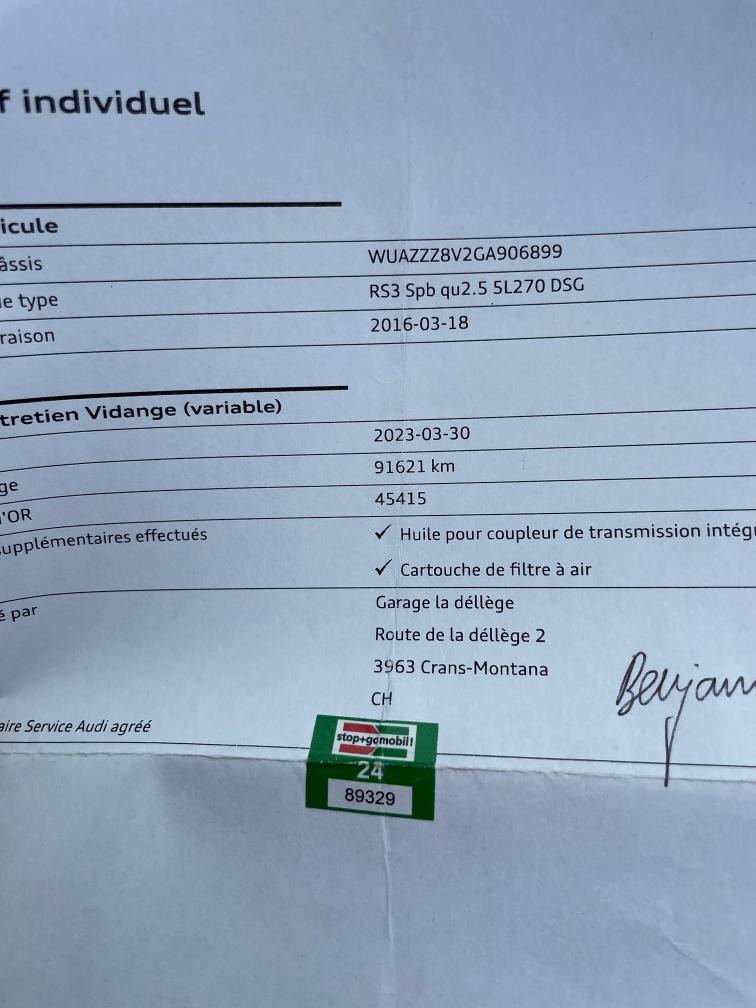 f individuel
icule
âssis WUAZZZ8V2GA906899
e type RS3 Spb qu2.5 5L270 DSG
raison 2016-03-18
tretien Vidange (variable)
2023-03-30
ge 91621 km
'OR 45415
upplémentaires effectués ✓ Huile pour coupleur de transmission intég
✓ Cartouche de filtre à air
é par Garage la déllège
Route de la déllège 2
3963 Crans-Montana
CH
Benjam
aire Service Audi agréé
stop+go mobil!
24
89329